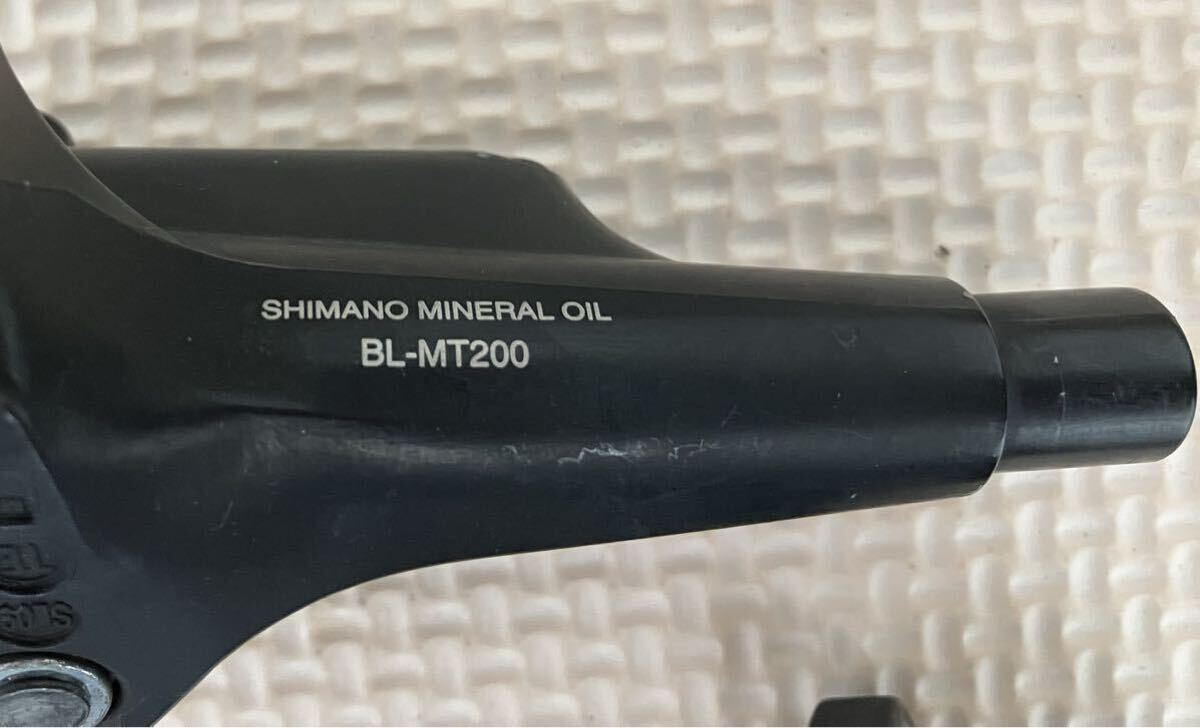 SHIMANO MINERAL OIL
BL-MT200